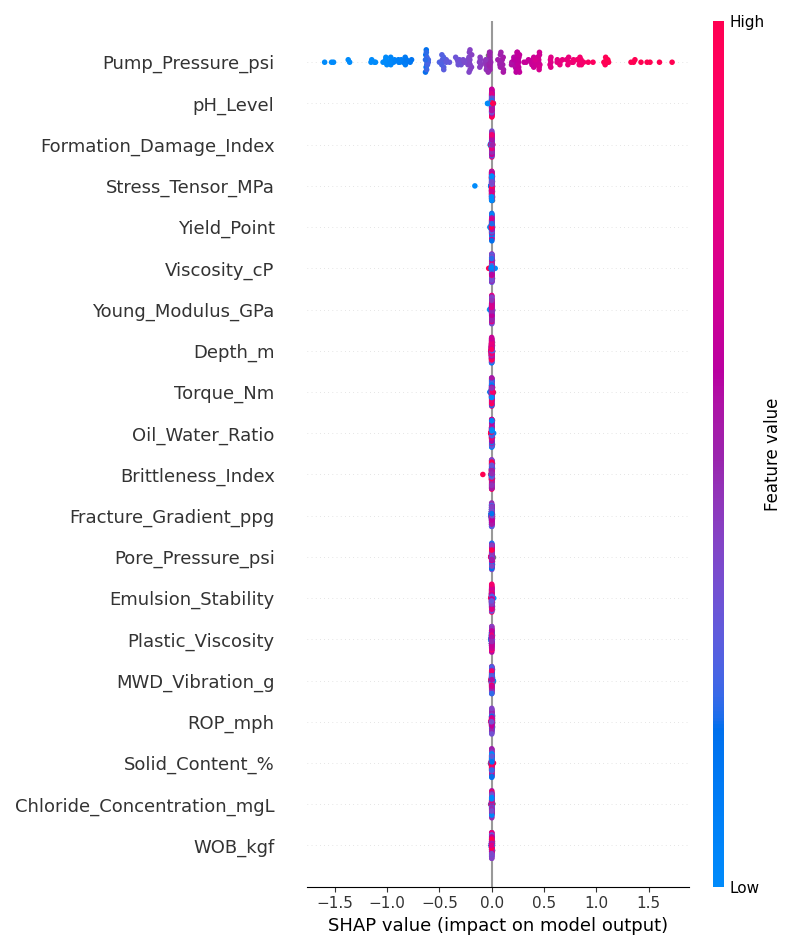 High
Pump_Pressure_psi
pH_Level
Formation_Damage_Index
Stress_Tensor_MPa
Yield_Point
Viscosity_cP
Young_Modulus_GPa
Depth_m
Torque_Nm
Oil_Water_Ratio
Brittleness_Index
Fracture_Gradient_ppg
Pore_Pressure_psi
Emulsion_Stability
Plastic_Viscosity
MWD_Vibration_g
ROP_mph
Solid_Content_%
Chloride_Concentration_mgL
WOB_kgf
Feature value
Low
−1.5 −1.0 −0.5 0.0 0.5 1.0 1.5
SHAP value (impact on model output)